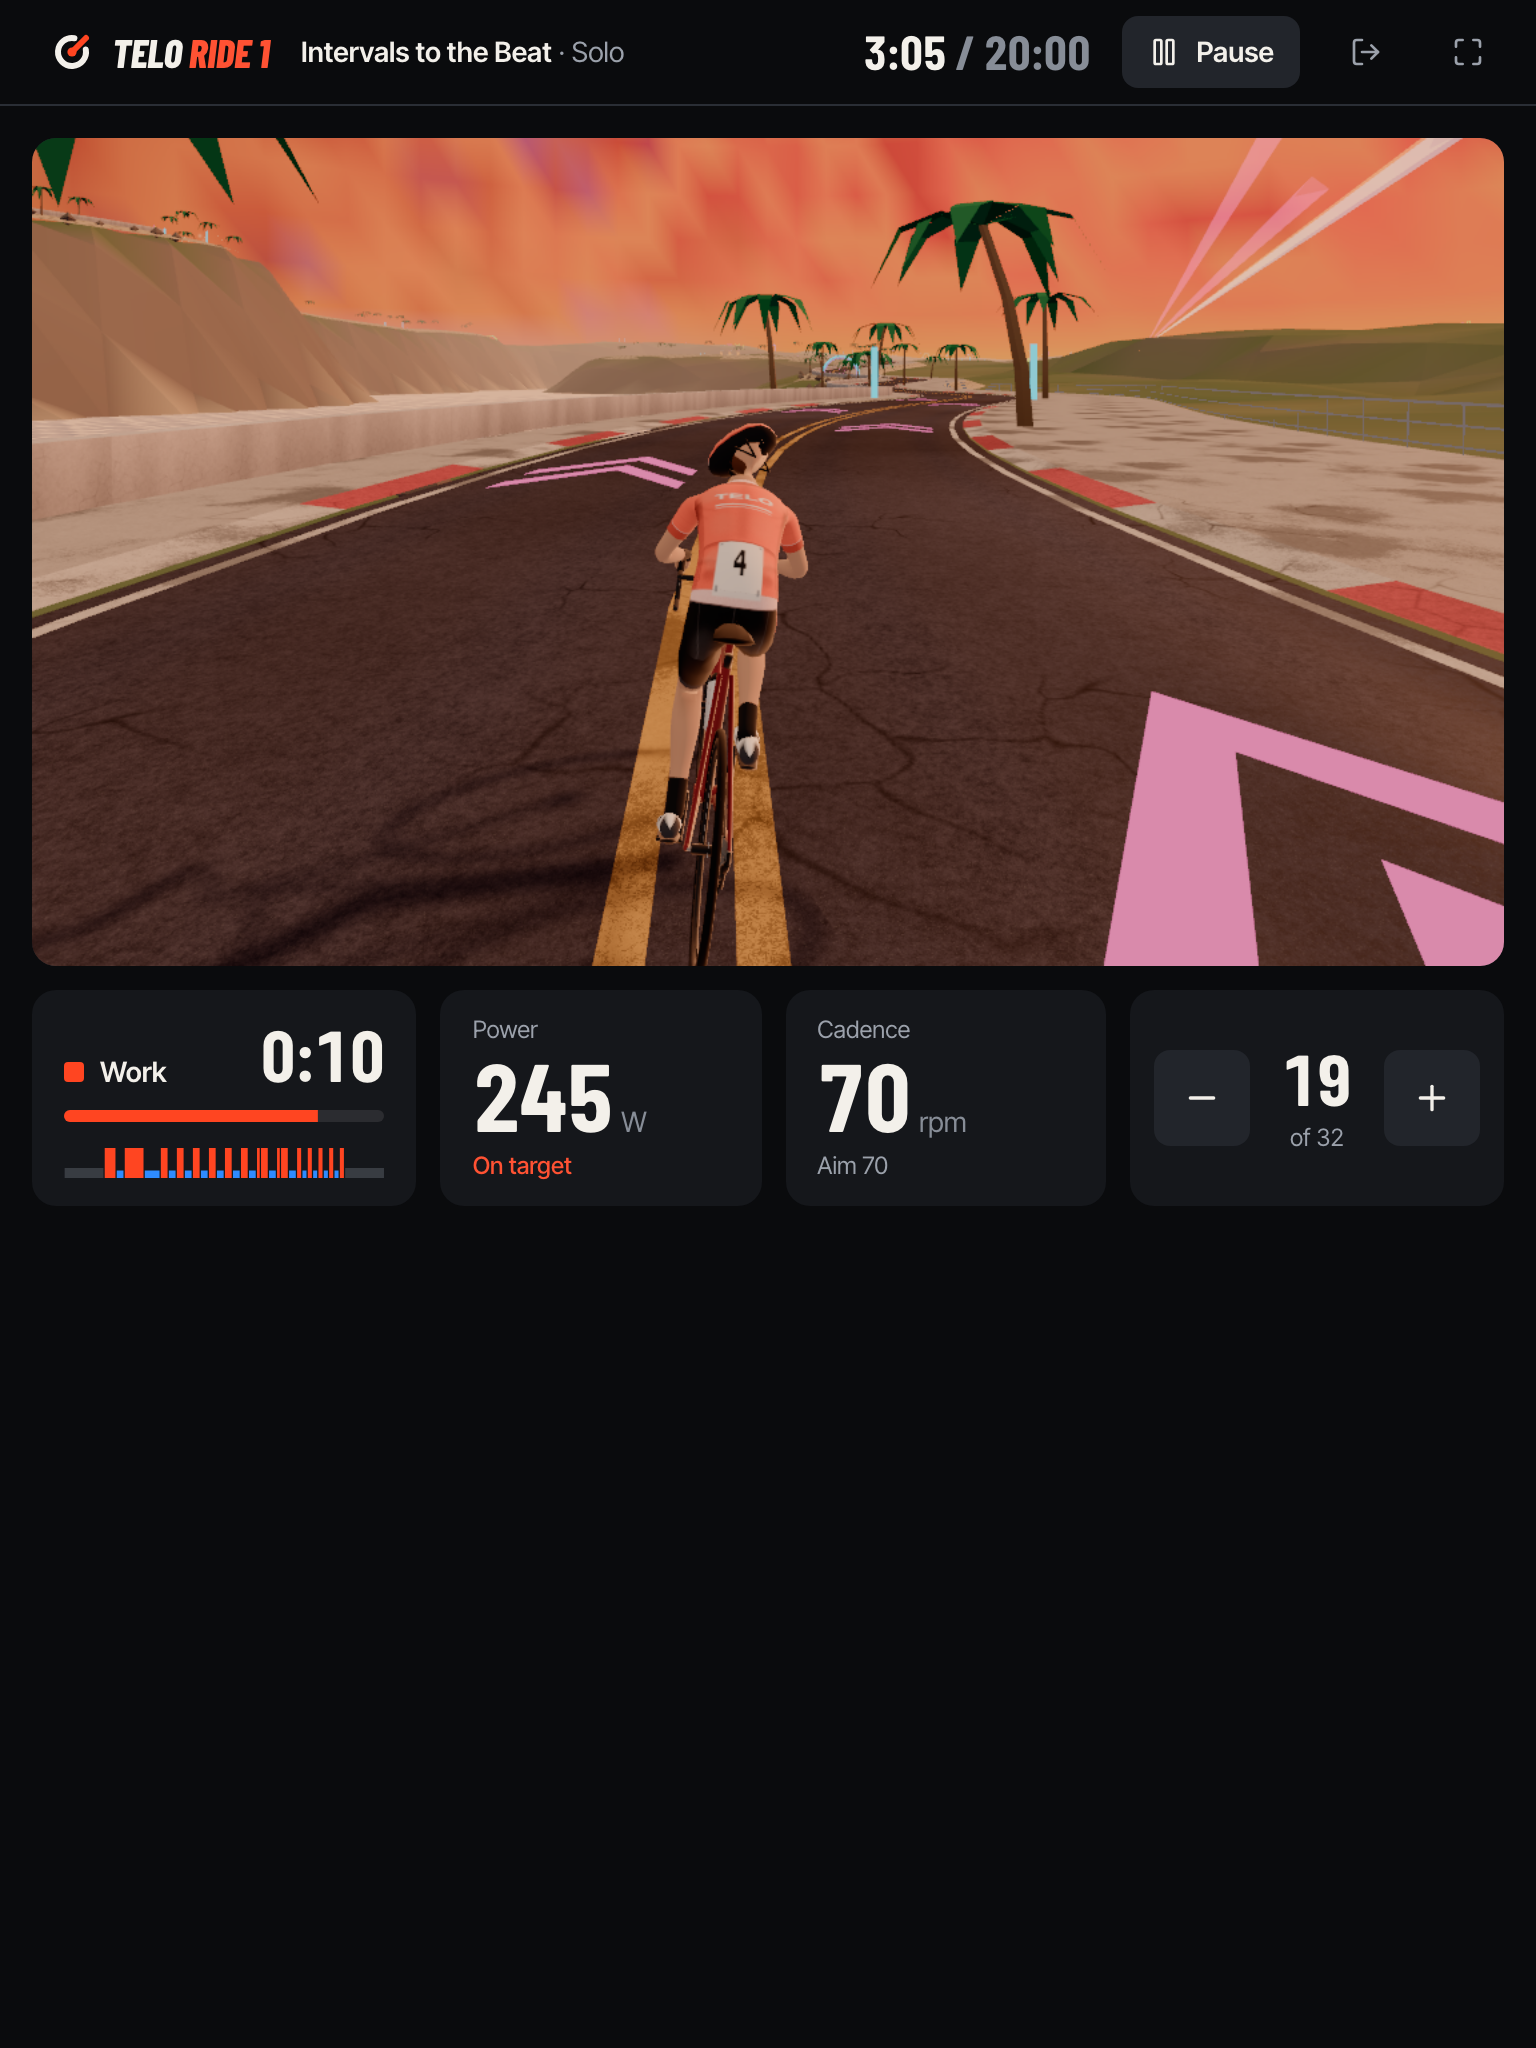 TELO RIDE 1 Intervals to the Beat · Solo 3:05 / 20:00 Pause
TELO
4
Work 0:10
Power
245 W
On target
Cadence
70 rpm
Aim 70
− 19 +
of 32